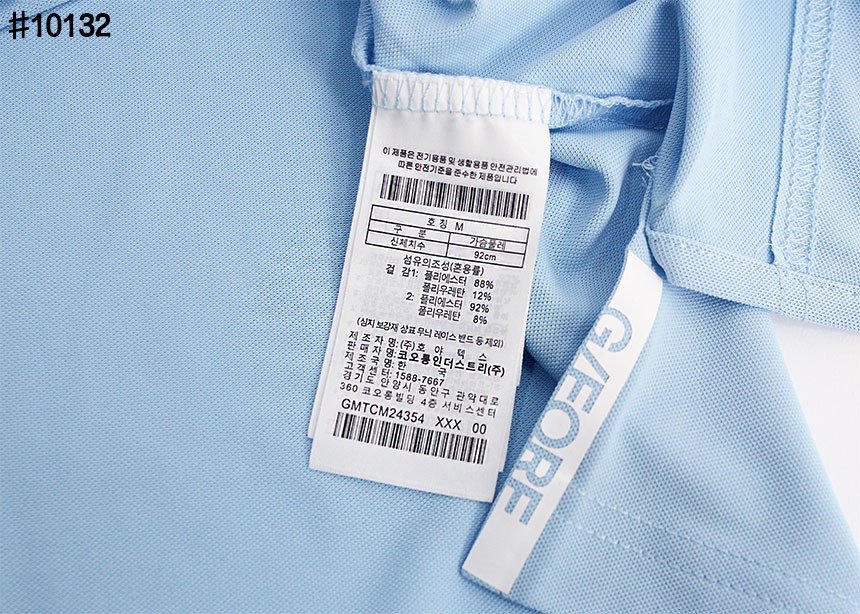 #10132
이 제품은 전기용품 및 생활용품 안전관리법에
따른 안전기준을 준수한 제품입니다
호 칭 M
구 분 가슴둘레
신체치수 92cm
섬유의조성(혼용률)
겉 감1: 폴리에스터 88%
폴리우레탄 12%
2: 폴리에스터 92%
폴리우레탄 8%
(심지 보강재 상표 무늬 레이스 밴드 등 제외)
제 조 자 명: (주) 호 야 텍 스
판 매 자 명: 코오롱인더스트리(주)
제 조 국 명: 한 국
고객센터: 1588-7667
경기도 안양시 동안구 관악대로
360 코오롱빌딩 4층 서비스센터
GMTCM24354 XXX 00
G/FORE